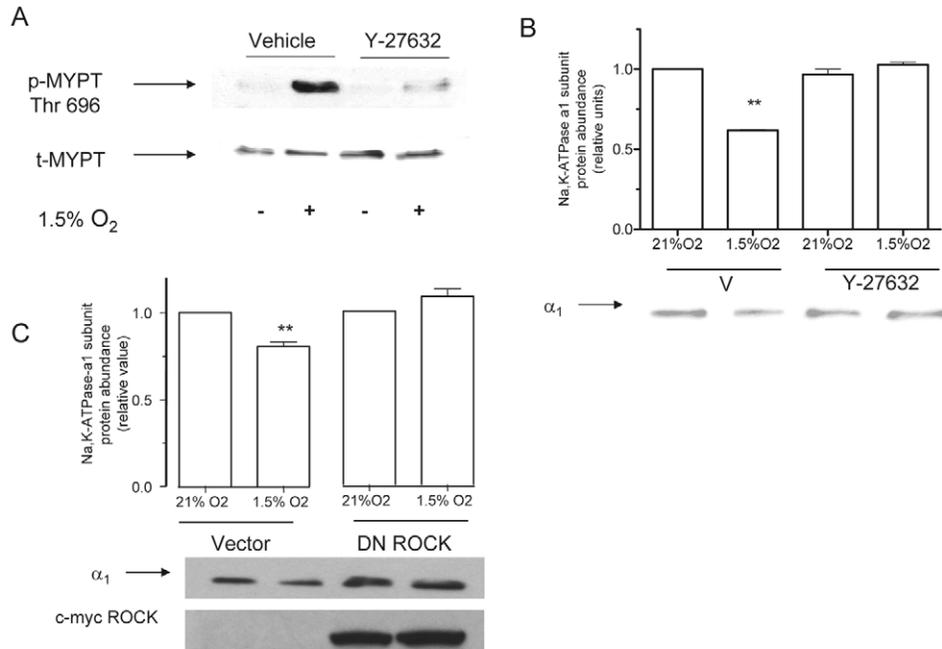 A
Vehicle
Y-27632
p-MYPT
Thr 696
t-MYPT
1.5% O2
-
+
-
+
B
Na,K-ATPase a1 subunit
protein abundance
(relative units)
1.0
0.5
0.0
**
21%O2
1.5%O2
21%O2
1.5%O2
V
Y-27632
α1
C
Na,K-ATPase-a1 subunit
protein abundance
(relative value)
1.0
0.5
0.0
**
21% O2
1.5% O2
21% O2
1.5% O2
Vector
DN ROCK
α1
c-myc ROCK